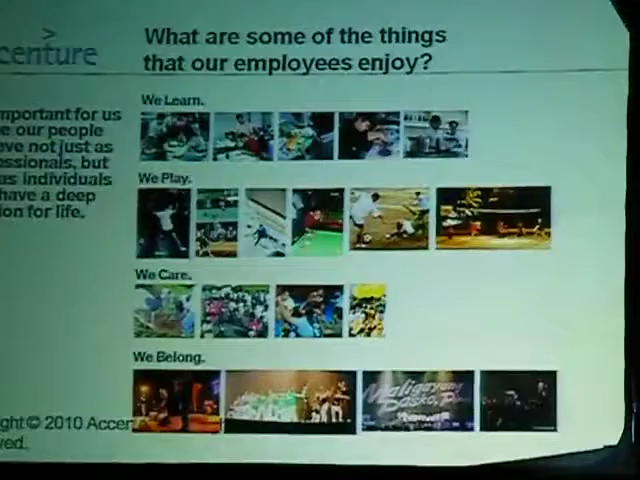 >
centure
What are some of the things
that our employees enjoy?
mportant for us
e our people
eve not just as
ssionals, but
as individuals
have a deep
ion for life.
We Learn.
We Play.
We Care.
We Belong.
Maligayang
Pasko, P
ght© 2010 Accen
ved.